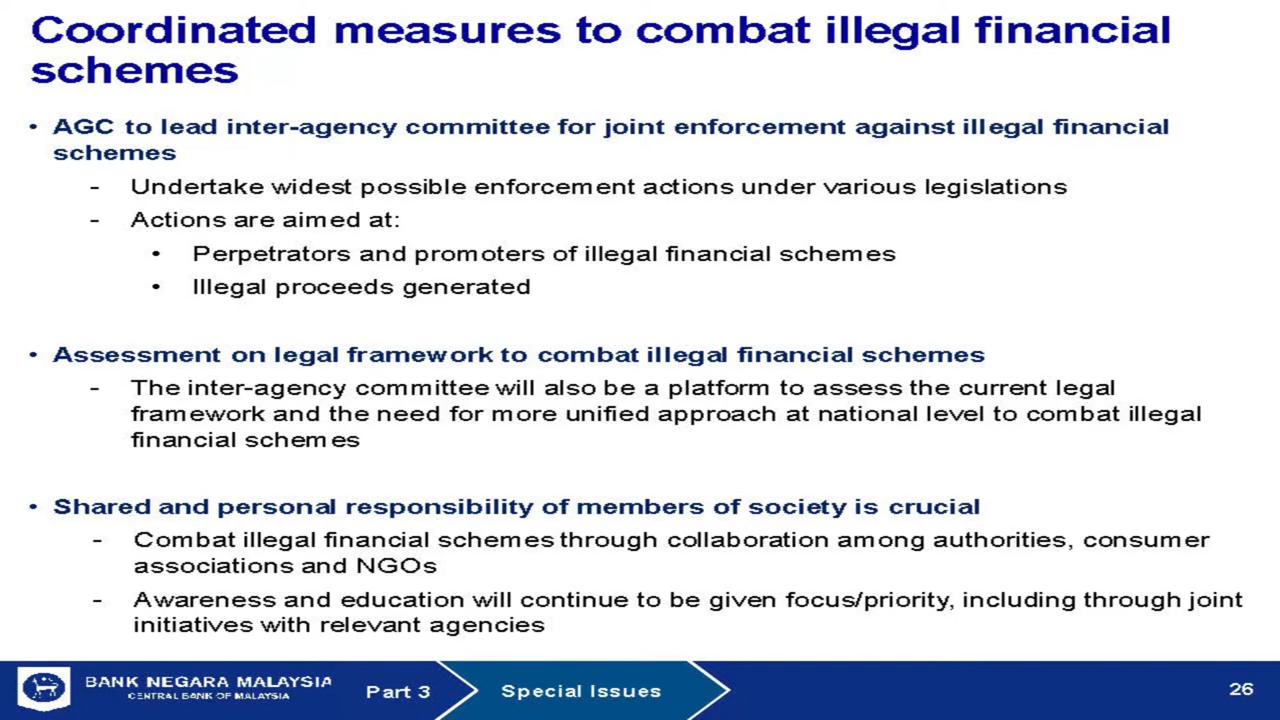 Coordinated measures to combat illegal financial
schemes
• AGC to lead inter-agency committee for joint enforcement against illegal financial
schemes
- Undertake widest possible enforcement actions under various legislations
- Actions are aimed at:
• Perpetrators and promoters of illegal financial schemes
• Illegal proceeds generated
• Assessment on legal framework to combat illegal financial schemes
- The inter-agency committee will also be a platform to assess the current legal
framework and the need for more unified approach at national level to combat illegal
financial schemes
• Shared and personal responsibility of members of society is crucial
- Combat illegal financial schemes through collaboration among authorities, consumer
associations and NGOs
- Awareness and education will continue to be given focus/priority, including through joint
initiatives with relevant agencies
BANK NEGARA MALAYSIA
CENTRAL BANK OF MALAYSIA
Part 3
Special Issues
26